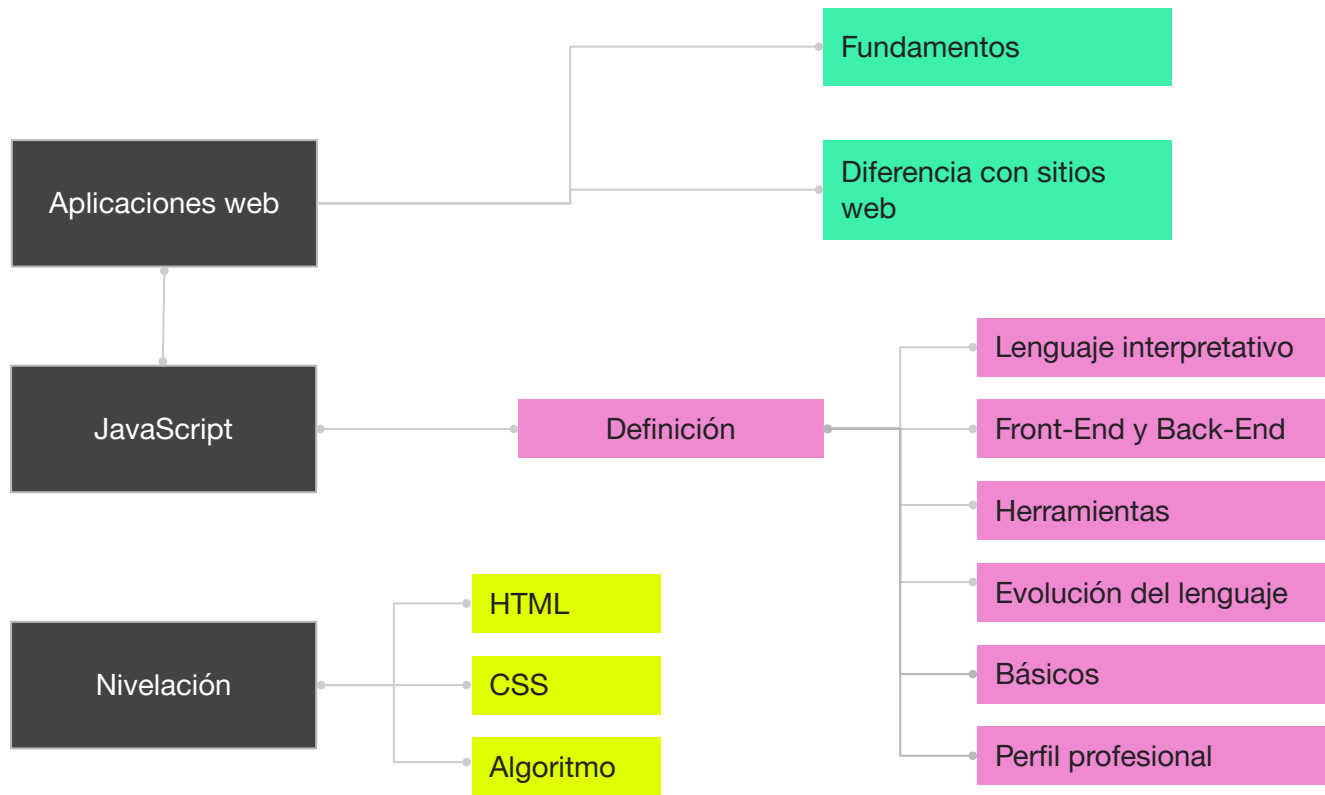 Fundamentos
Aplicaciones web
Diferencia con sitios
web
JavaScript
Definición
Lenguaje interpretativo
Front-End y Back-End
Herramientas
Evolución del lenguaje
Básicos
Perfil profesional
Nivelación
HTML
CSS
Algoritmo